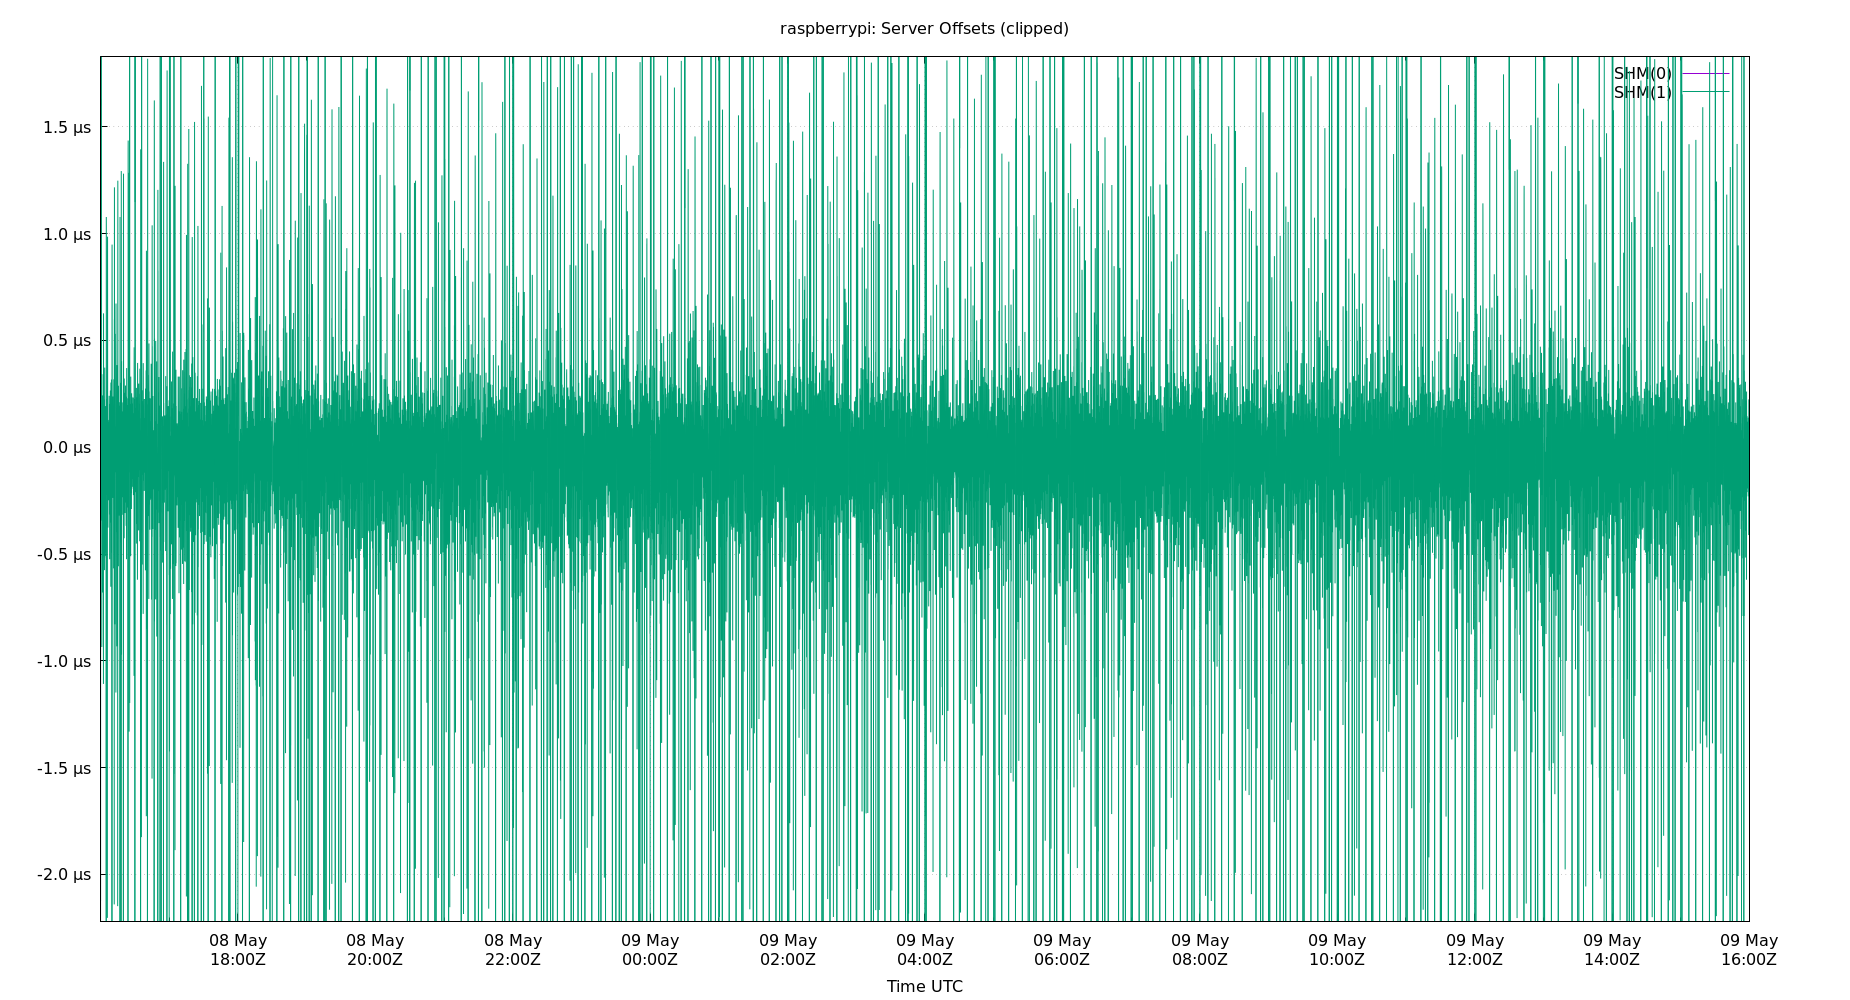 raspberrypi: Server Offsets (clipped)
SHM(0)
SHM(1)
1.5 µs
1.0 µs
0.5 µs
0.0 µs
-0.5 µs
-1.0 µs
-1.5 µs
-2.0 µs
08 May 08 May 08 May 09 May 09 May 09 May 09 May 09 May 09 May 09 May 09 May 09 May
18:00Z 20:00Z 22:00Z 00:00Z 02:00Z 04:00Z 06:00Z 08:00Z 10:00Z 12:00Z 14:00Z 16:00Z
Time UTC